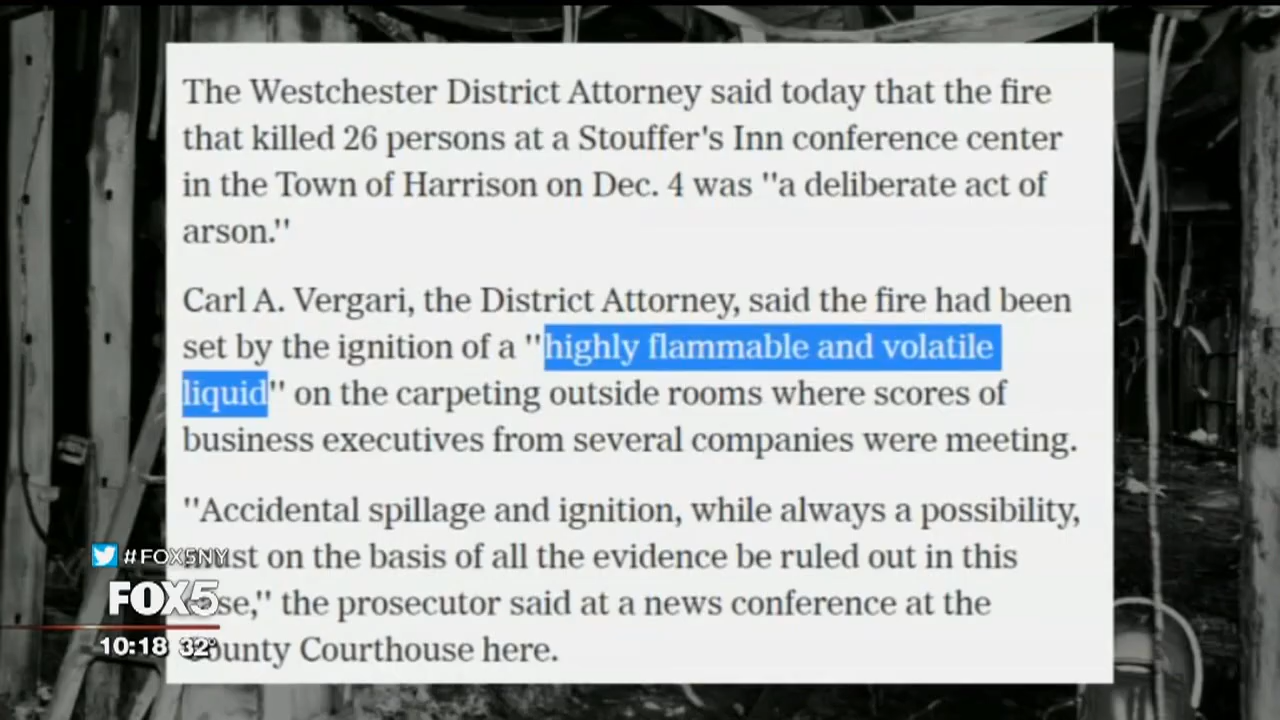 The Westchester District Attorney said today that the fire
that killed 26 persons at a Stouffer's Inn conference center
in the Town of Harrison on Dec. 4 was "a deliberate act of
arson."
Carl A. Vergari, the District Attorney, said the fire had been
set by the ignition of a "highly flammable and volatile
liquid" on the carpeting outside rooms where scores of
business executives from several companies were meeting.
"Accidental spillage and ignition, while always a possibility,
on the basis of all the evidence be ruled out in this
the prosecutor said at a news conference at the
County Courthouse here.
#FOX5NY
FOX5
10:18 32°